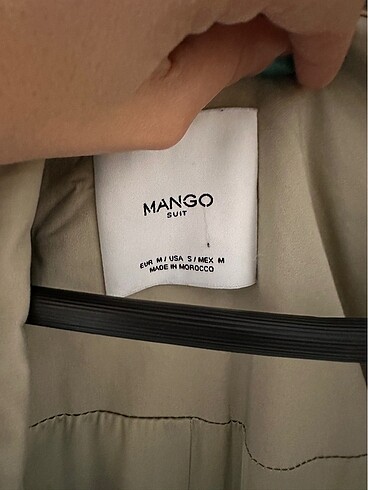 MANGO
SUIT
EUR M / USA S / MEX M
MADE IN MOROCCO